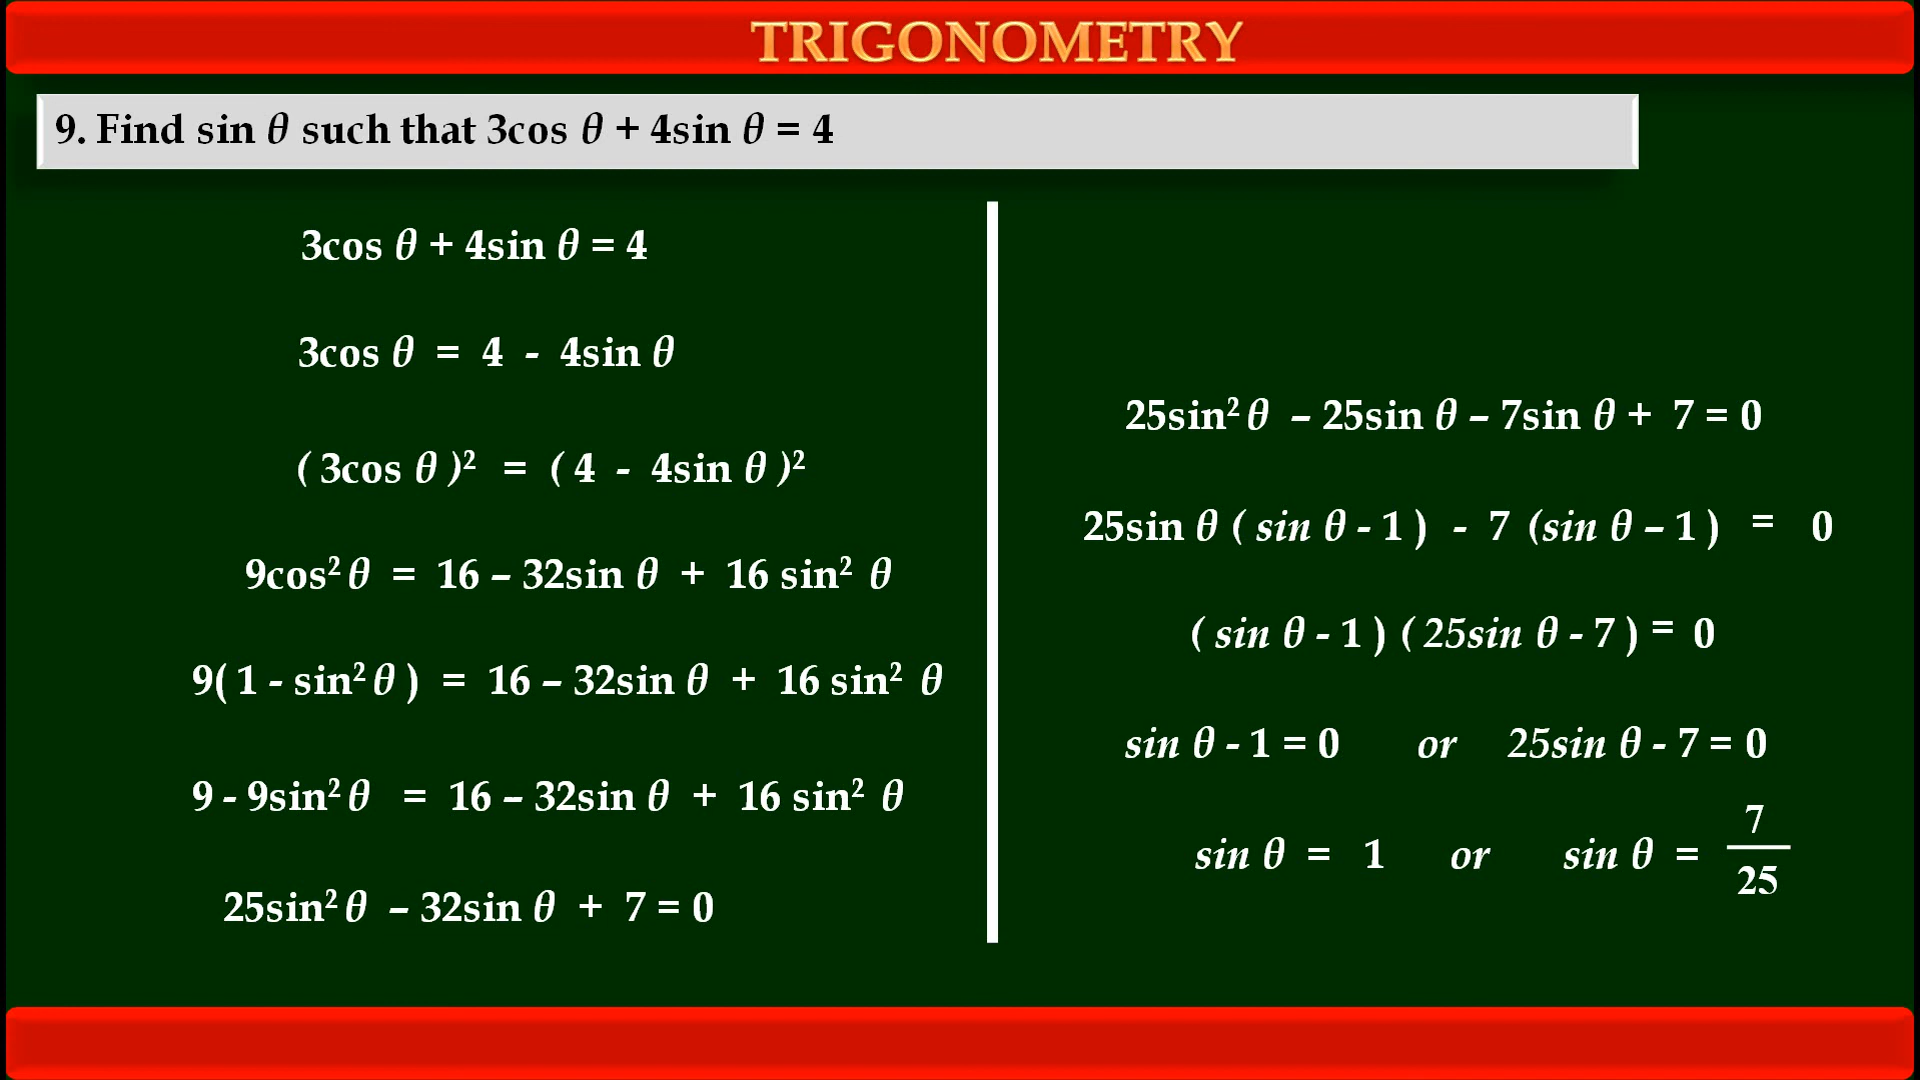 TRIGONOMETRY
9. Find sin θ such that 3cos θ + 4sin θ = 4
3cos θ + 4sin θ = 4
3cos θ = 4 - 4sin θ
( 3cos θ )² = ( 4 - 4sin θ )²
9cos² θ = 16 – 32sin θ + 16 sin² θ
9( 1 - sin² θ ) = 16 – 32sin θ + 16 sin² θ
9 - 9sin² θ = 16 – 32sin θ + 16 sin² θ
25sin² θ – 32sin θ + 7 = 0
25sin² θ – 25sin θ – 7sin θ + 7 = 0
25sin θ ( sin θ - 1 ) - 7 (sin θ – 1 ) = 0
( sin θ - 1 ) ( 25sin θ - 7 ) = 0
sin θ - 1 = 0 or 25sin θ - 7 = 0
sin θ = 1 or sin θ = 7/25